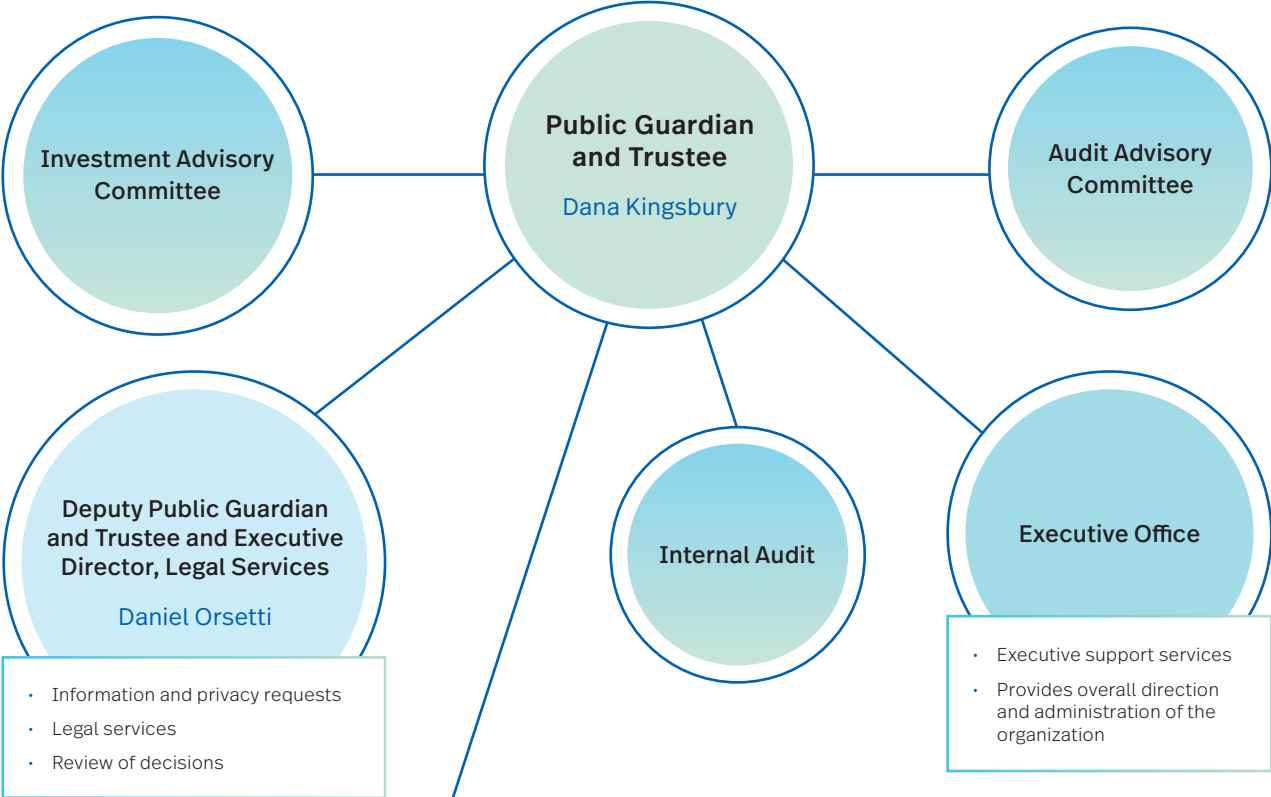 Investment Advisory
Committee
Public Guardian
and Trustee
Dana Kingsbury
Audit Advisory
Committee
Deputy Public Guardian
and Trustee and Executive
Director, Legal Services
Daniel Orsetti
• Information and privacy requests
• Legal services
• Review of decisions
Internal Audit
Executive Office
• Executive support services
• Provides overall direction
and administration of the
organization